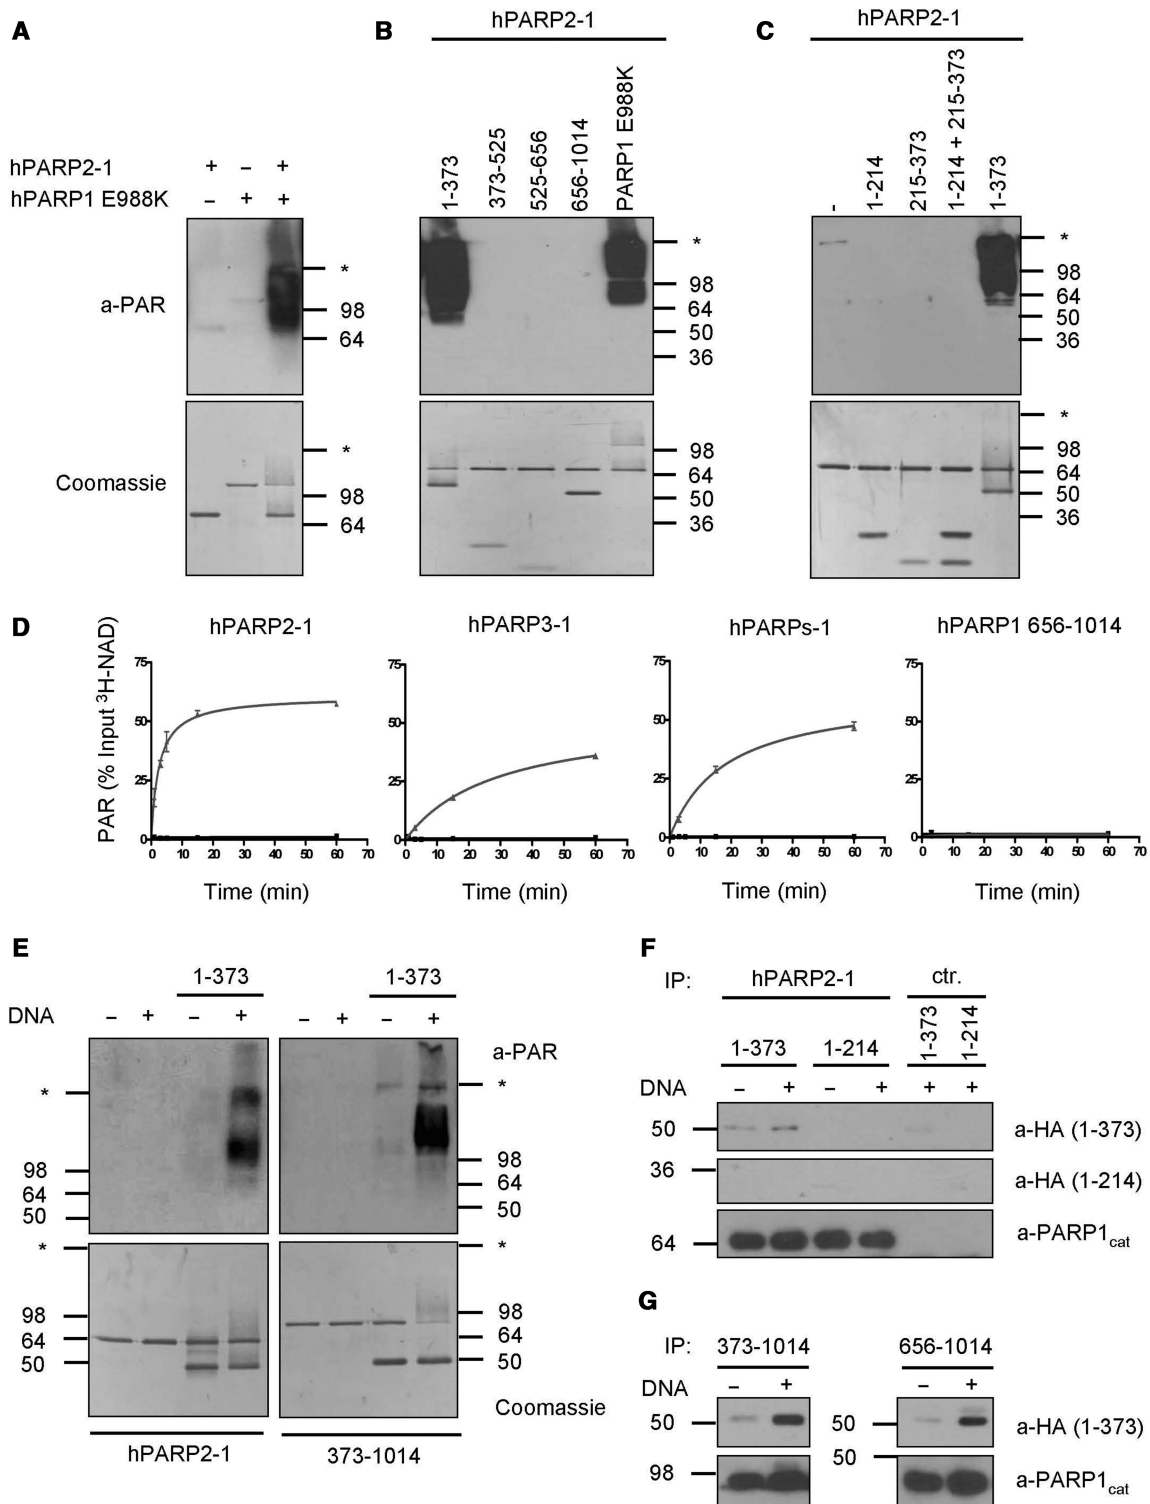 A
hPARP2-1 + – +
hPARP1 E988K – + +
a-PAR
*
98
64
Coomassie
*
98
64
B
hPARP2-1
1-373
373-525
525-656
656-1014
PARP1 E988K
*
98
64
50
36
98
64
50
36
C
hPARP2-1
-
1-214
215-373
1-214 + 215-373
1-373
*
98
64
50
36
*
98
64
50
36
D
PAR (% Input ³H-NAD)
hPARP2-1
75
50
25
0
0 10 20 30 40 50 60 70
Time (min)
hPARP3-1
75
50
25
0
0 10 20 30 40 50 60 70
Time (min)
hPARPs-1
75
50
25
0
0 10 20 30 40 50 60 70
Time (min)
hPARP1 656-1014
75
50
25
0
0 10 20 30 40 50 60 70
Time (min)
E
1-373 1-373
DNA – + – + – + – +
a-PAR
* *
98 98
64 64
50 50
* *
98 98
64 64
50 50
Coomassie
hPARP2-1 373-1014
F
IP: hPARP2-1 ctr.
1-373 1-214 1-373 1-214
DNA – + – + + +
50 a-HA (1-373)
36 a-HA (1-214)
64 a-PARP1cat
G
IP: 373-1014 656-1014
DNA – + – +
50 50 a-HA (1-373)
98 50 a-PARP1cat